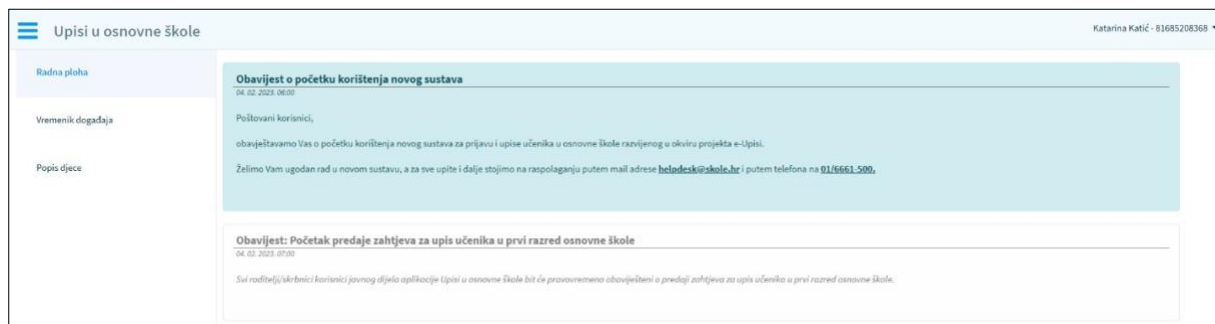 Upisi u osnovne škole
Katarina Katić - 81685208368
Radna ploha
Vremenik događaja
Popis djece
Obavijest o početku korištenja novog sustava
04. 02. 2023. 06:00
Poštovani korisnici,
obavještavamo Vas o početku korištenja novog sustava za prijavu i upise učenika u osnovne škole razvijenog u okviru projekta e-Upisi.
Želimo Vam ugodan rad u novom sustavu, a za sve upite i dalje stojimo na raspolaganju putem mail adrese helpdesk@skole.hr i putem telefona na 01/6661-500.
Obavijest: Početak predaje zahtjeva za upis učenika u prvi razred osnovne škole
04. 02. 2023. 07:00
Svi roditelji/skrbnici korisnici javnog dijela aplikacije Upisi u osnovne škole bit će pravovremeno obaviješteni o predaji zahtjeva za upis učenika u prvi razred osnovne škole.